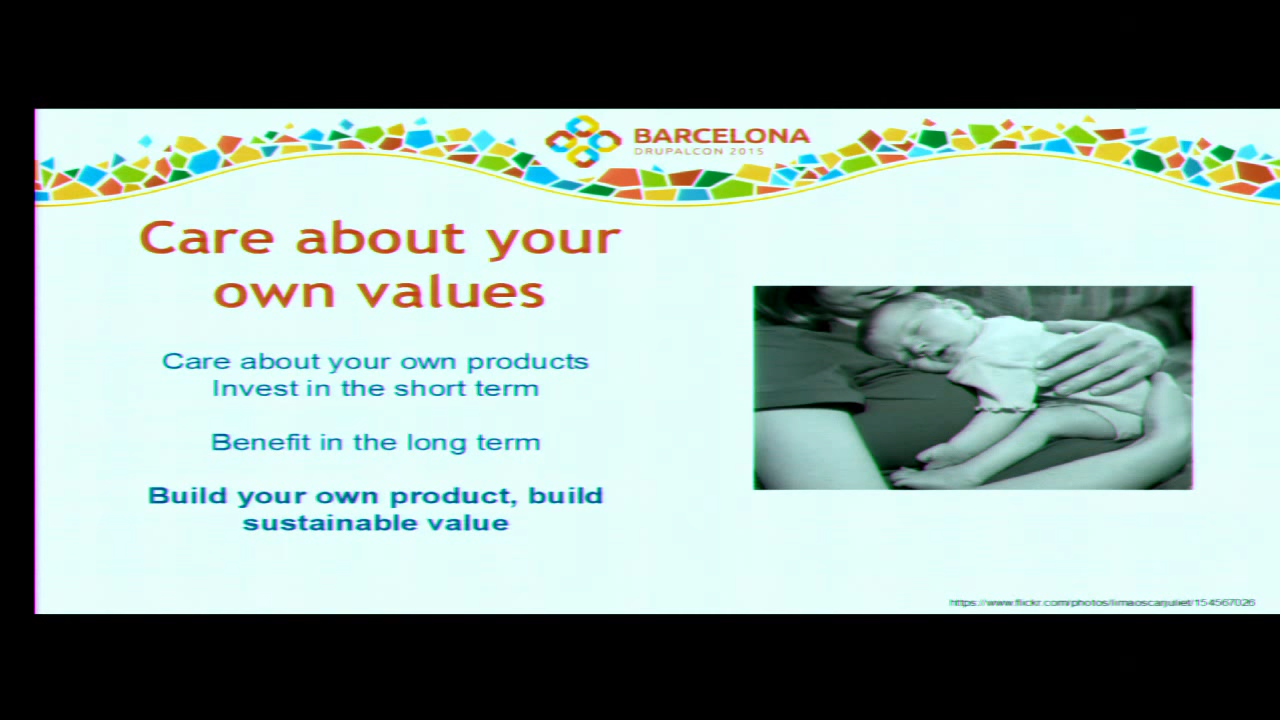 BARCELONA
DRUPALCON 2015
Care about your
own values
Care about your own products
Invest in the short term
Benefit in the long term
Build your own product, build
sustainable value
https://www.flickr.com/photos/limaoscarjuliet/154567026